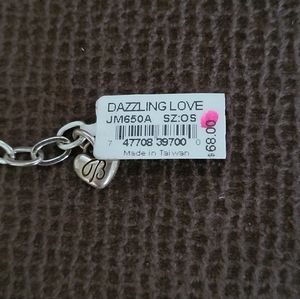 DAZZLING LOVE
JM650A SZ:OS
7 47708 39700 0
Made in Taiwan
$68.00
B